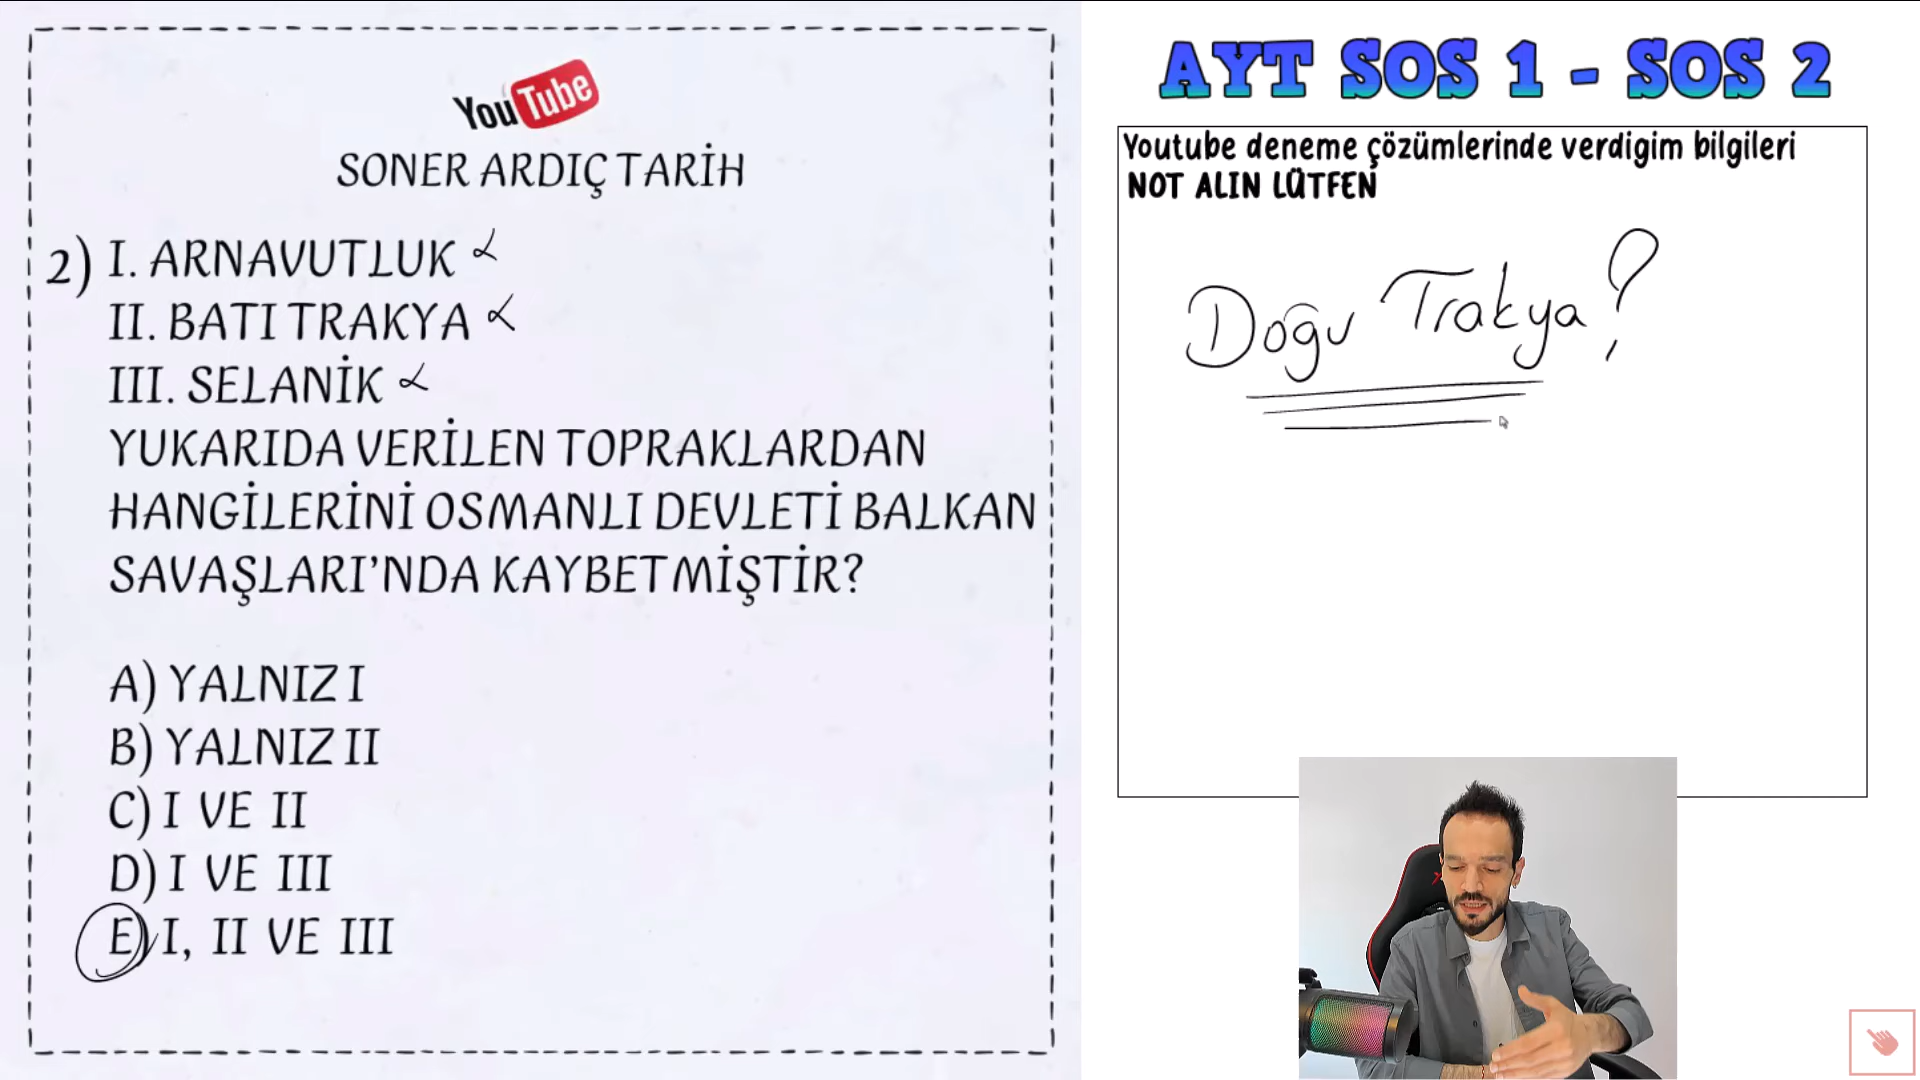 YouTube
SONER ARDIÇ TARİH
2) I. ARNAVUTLUK
II. BATI TRAKYA
III. SELANİK
YUKARIDA VERİLEN TOPRAKLARDAN
HANGİLERİNİ OSMANLI DEVLETİ BALKAN
SAVAŞLARI'NDA KAYBETMİŞTİR?
A) YALNIZ I
B) YALNIZ II
C) I VE II
D) I VE III
E) I, II VE III
AYT SOS 1 - SOS 2
Youtube deneme çözümlerinde verdigim bilgileri
NOT ALIN LÜTFEN
Doğu Trakya?